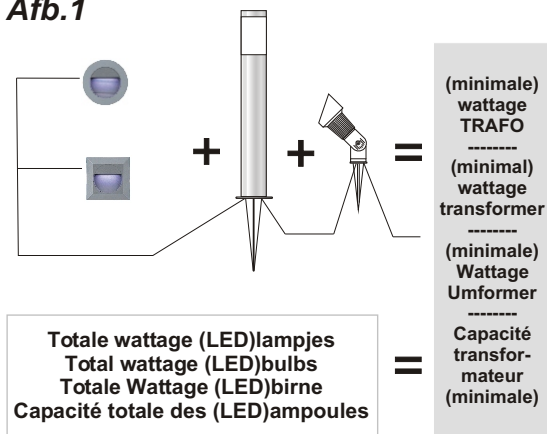 Afb.1
+
+
=
(minimale)
wattage
TRAFO
--------
(minimal)
wattage
transformer
--------
(minimale)
Wattage
Umformer
--------
Capacité
transfor-
mateur
(minimale)
Totale wattage (LED)lampjes
Total wattage (LED)bulbs
Totale Wattage (LED)birne
Capacité totale des (LED)ampoules
=